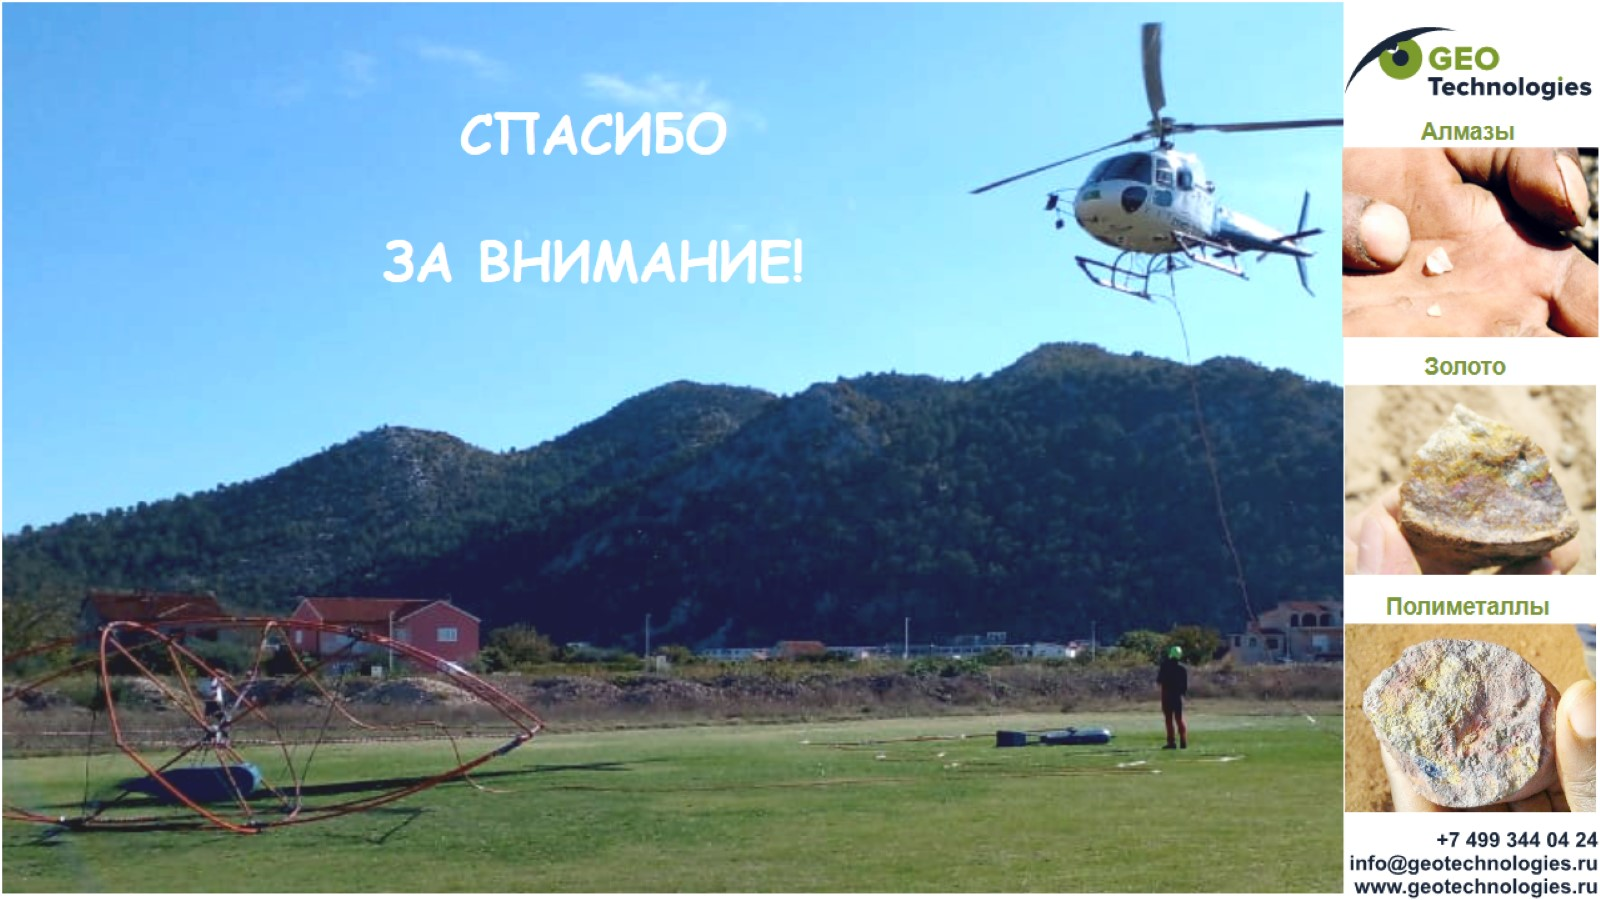 СПАСИБО
ЗА ВНИМАНИЕ!
GEO
Technologies
Алмазы
Золото
Полиметаллы
+7 499 344 04 24
info@geotechnologies.ru
www.geotechnologies.ru